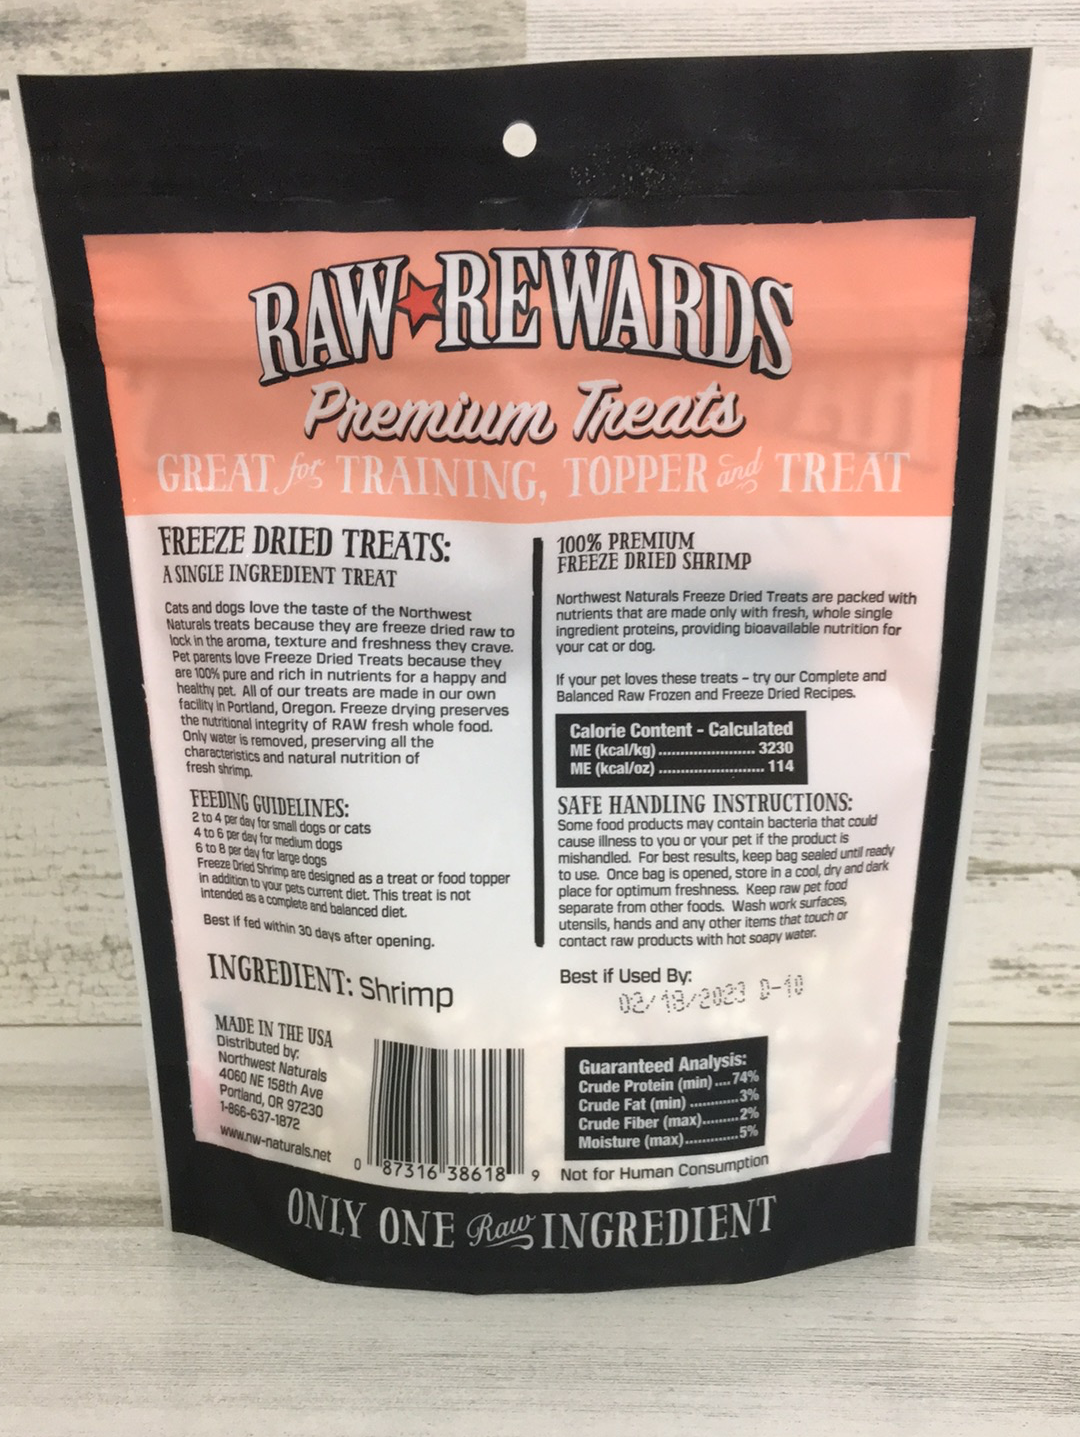 RAW★REWARDS
Premium Treats
GREAT for TRAINING, TOPPER and TREAT
FREEZE DRIED TREATS:
A SINGLE INGREDIENT TREAT
Cats and dogs love the taste of the Northwest
Naturals treats because they are freeze dried raw to
lock in the aroma, texture and freshness they crave.
Pet parents love Freeze Dried Treats because they
are 100% pure and rich in nutrients for a happy and
healthy pet. All of our treats are made in our own
facility in Portland, Oregon. Freeze drying preserves
the nutritional integrity of RAW fresh whole food.
Only water is removed, preserving all the
characteristics and natural nutrition of
fresh shrimp.
FEEDING GUIDELINES:
2 to 4 per day for small dogs or cats
4 to 6 per day for medium dogs
6 to 8 per day for large dogs
Freeze Dried Shrimp are designed as a treat or food topper
in addition to your pets current diet. This treat is not
intended as a complete and balanced diet.
Best if fed within 30 days after opening.
INGREDIENT: Shrimp
MADE IN THE USA
Distributed by:
Northwest Naturals
4060 NE 158th Ave
Portland, OR 97230
1-866-637-1872
www.nw-naturals.net
0 87316 38618 9
100% PREMIUM
FREEZE DRIED SHRIMP
Northwest Naturals Freeze Dried Treats are packed with
nutrients that are made only with fresh, whole single
ingredient proteins, providing bioavailable nutrition for
your cat or dog.
If your pet loves these treats – try our Complete and
Balanced Raw Frozen and Freeze Dried Recipes.
Calorie Content - Calculated
ME (kcal/kg) ....................... 3230
ME (kcal/oz) ......................... 114
SAFE HANDLING INSTRUCTIONS:
Some food products may contain bacteria that could
cause illness to you or your pet if the product is
mishandled. For best results, keep bag sealed until ready
to use. Once bag is opened, store in a cool, dry and dark
place for optimum freshness. Keep raw pet food
separate from other foods. Wash work surfaces,
utensils, hands and any other items that touch or
contact raw products with hot soapy water.
Best if Used By:
02/18/2023 D-10
Guaranteed Analysis:
Crude Protein (min) .... 74%
Crude Fat (min) ............ 3%
Crude Fiber (max)......... 2%
Moisture (max)............. 5%
Not for Human Consumption
ONLY ONE Raw INGREDIENT